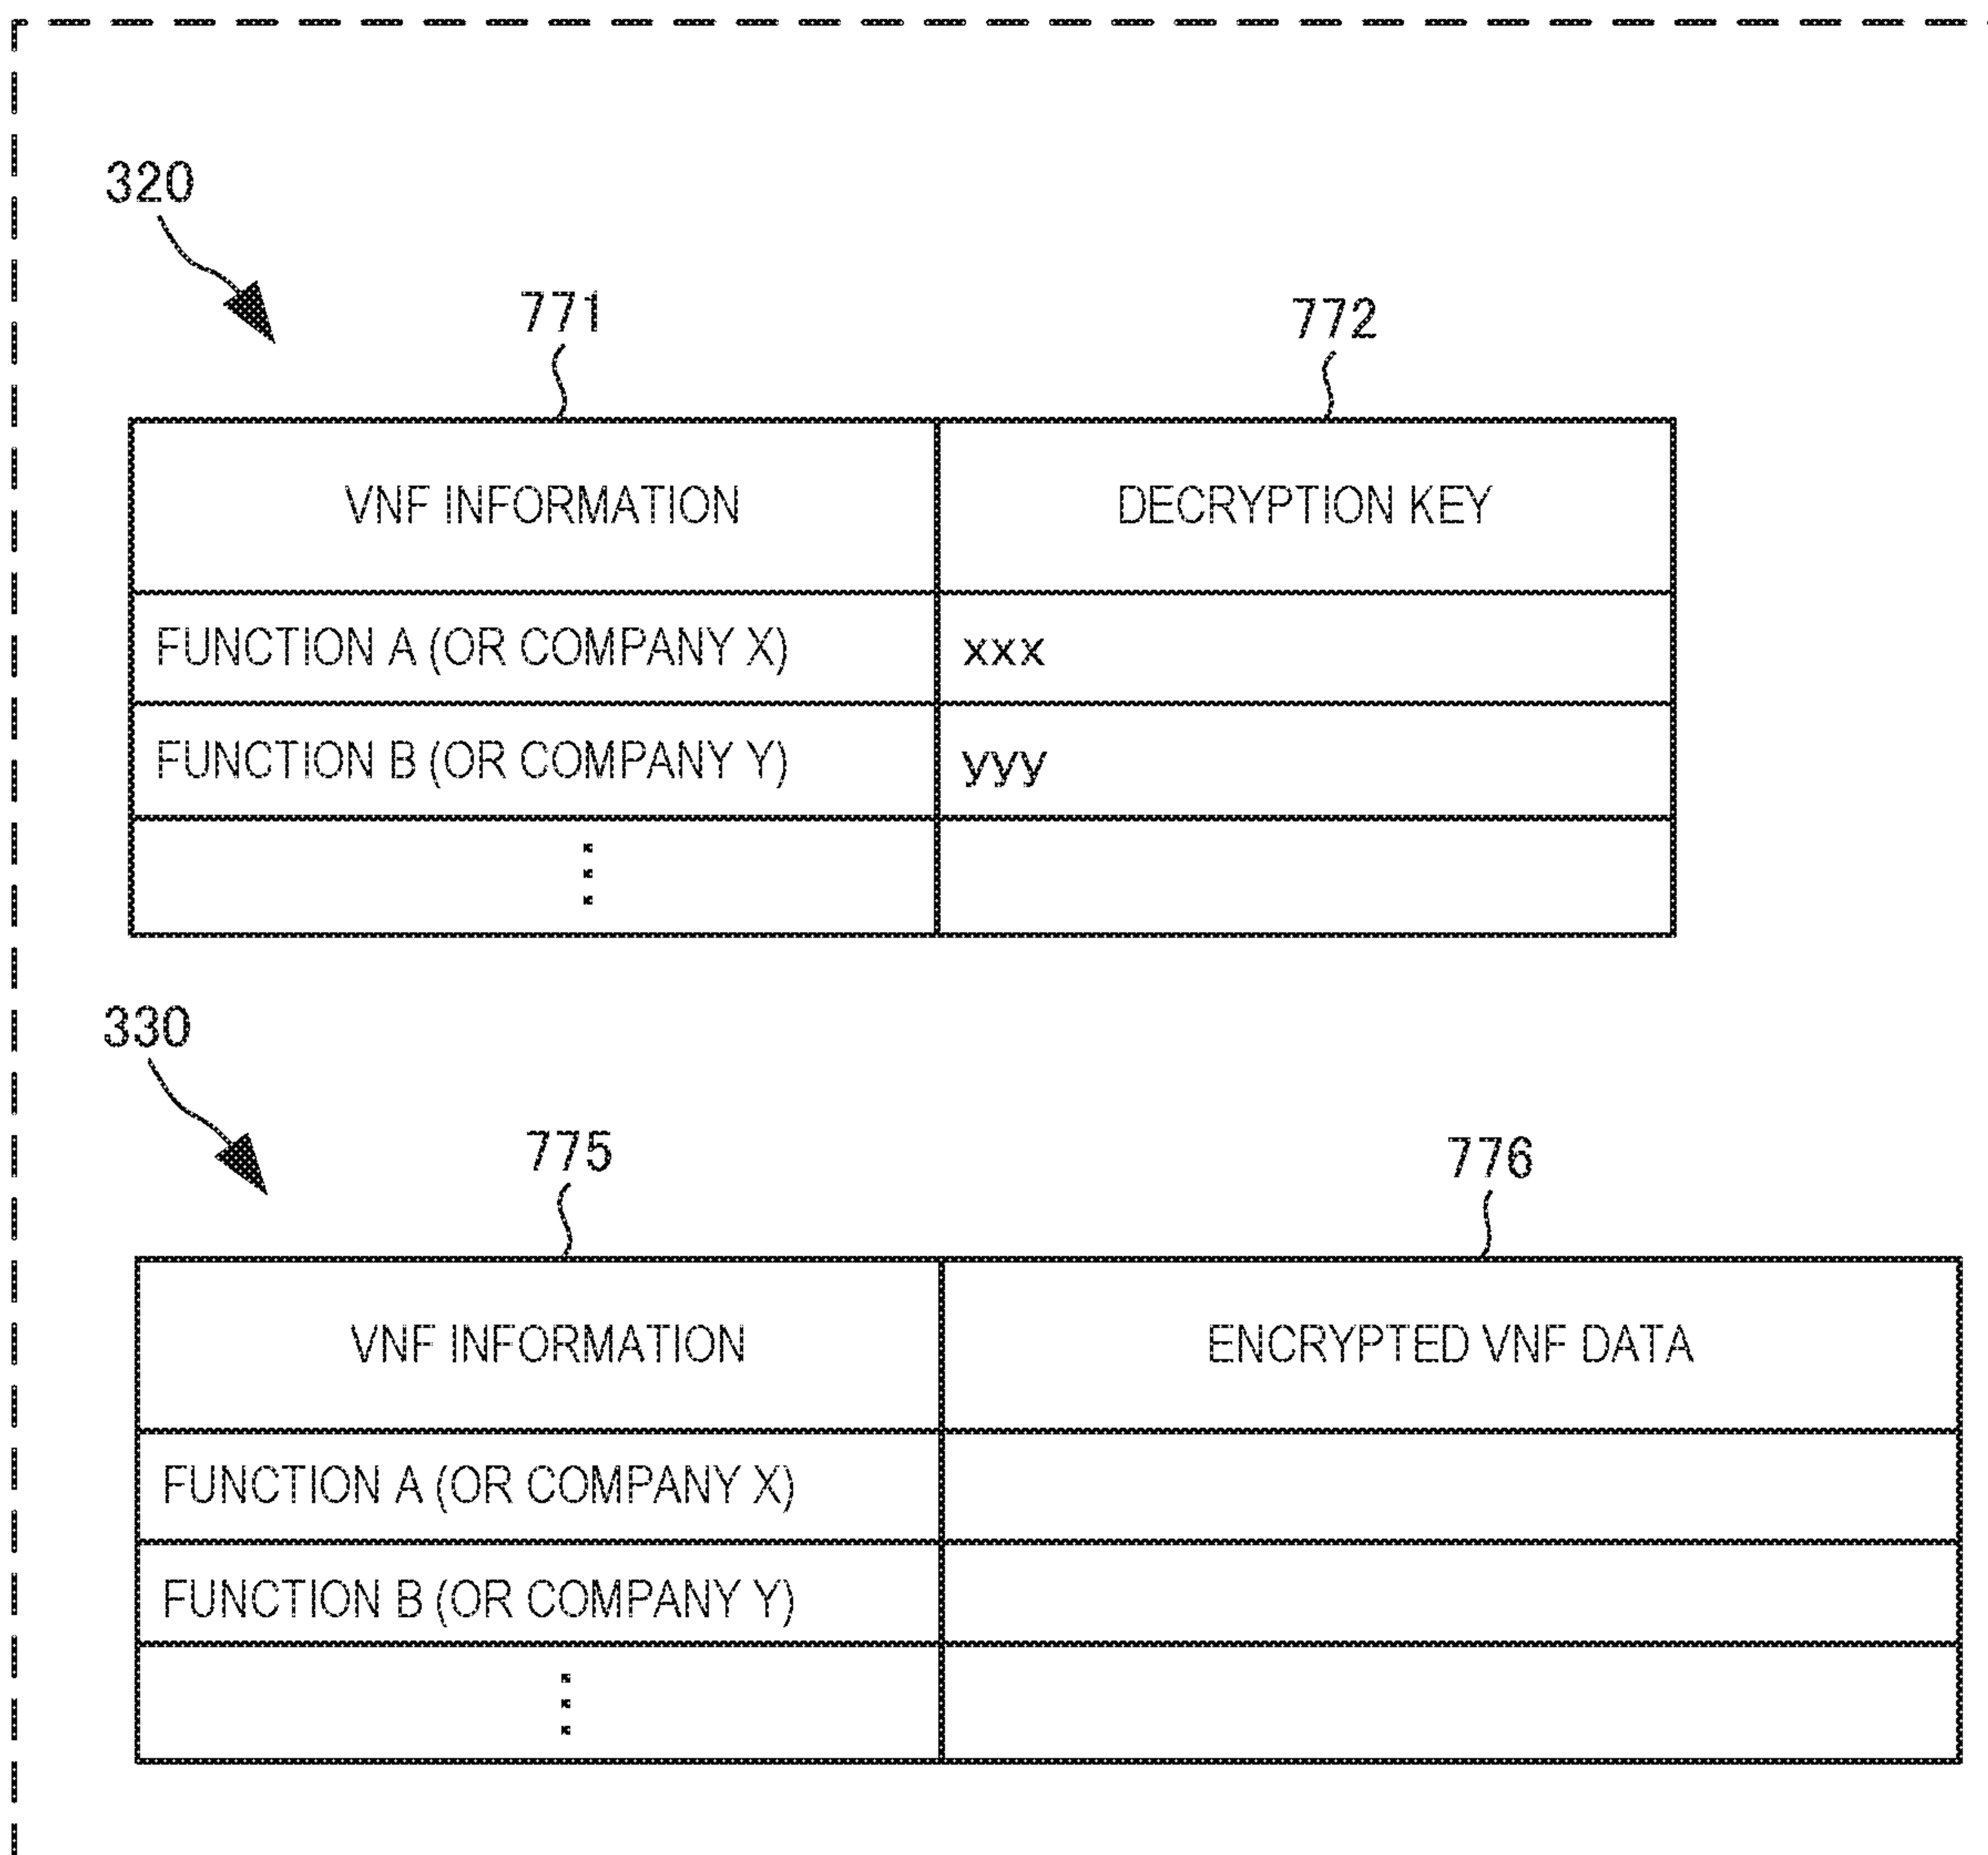 320
771
772
VNF INFORMATION
DECRYPTION KEY
FUNCTION A (OR COMPANY X)
xxx
FUNCTION B (OR COMPANY Y)
yyy
330
775
776
VNF INFORMATION
ENCRYPTED VNF DATA
FUNCTION A (OR COMPANY X)
FUNCTION B (OR COMPANY Y)